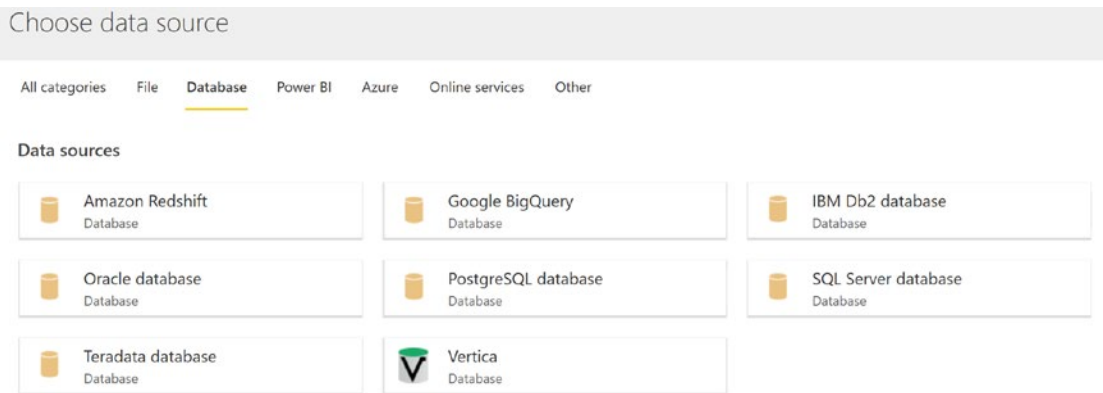 Choose data source
All categories File Database Power BI Azure Online services Other
Data sources
Amazon Redshift
Database
Google BigQuery
Database
IBM Db2 database
Database
Oracle database
Database
PostgreSQL database
Database
SQL Server database
Database
Teradata database
Database
Vertica
Database